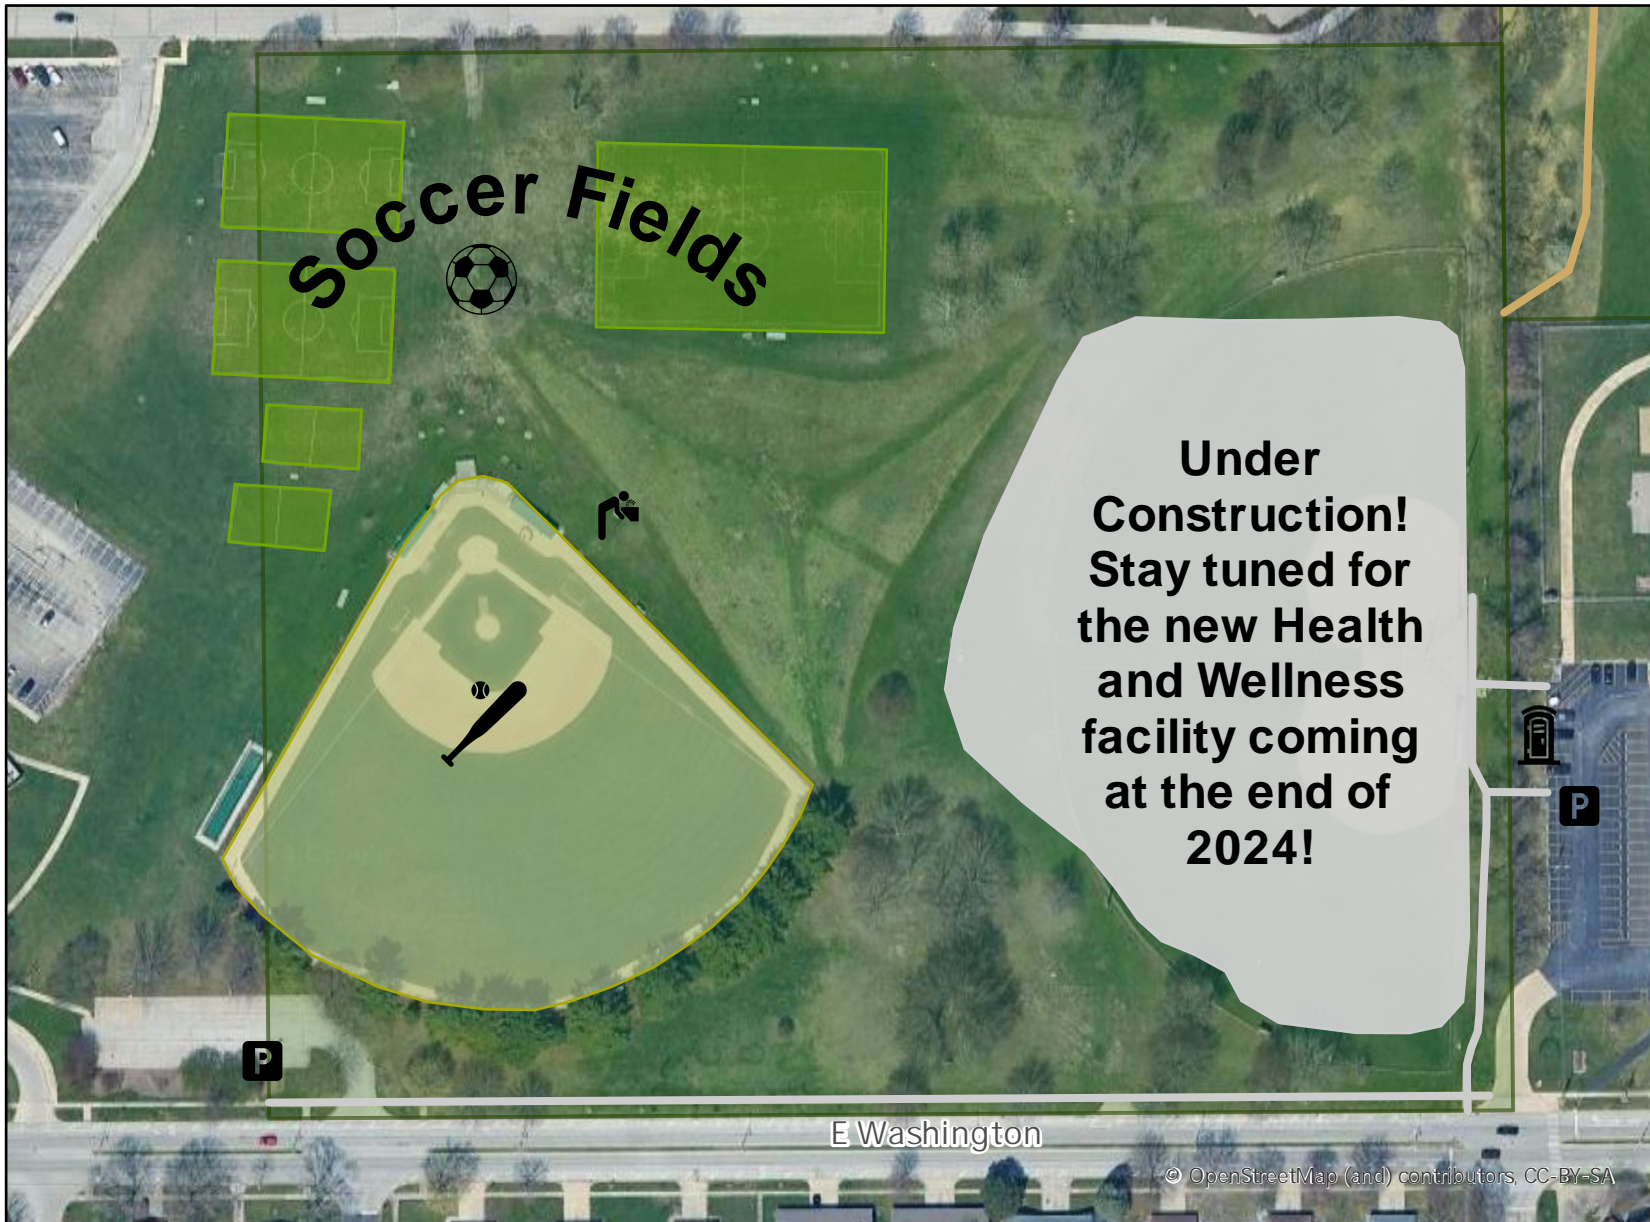 Soccer Fields
Under
Construction!
Stay tuned for
the new Health
and Wellness
facility coming
at the end of
2024!
P
P
E Washington
© OpenStreetMap (and) contributors, CC-BY-SA